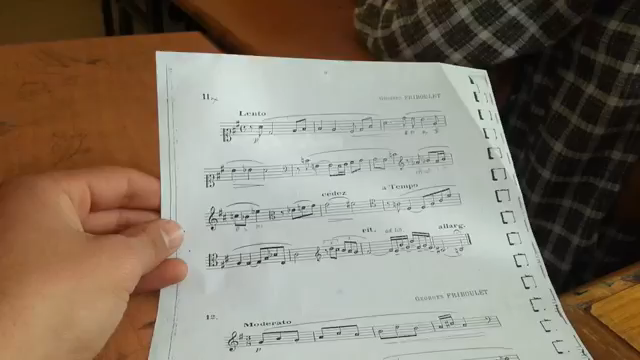 11.
Georges FRIBOULET
Lento
p
cédez
a Tempo
rit.
allarg.
12.
Georges FRIBOULET
Moderato
p